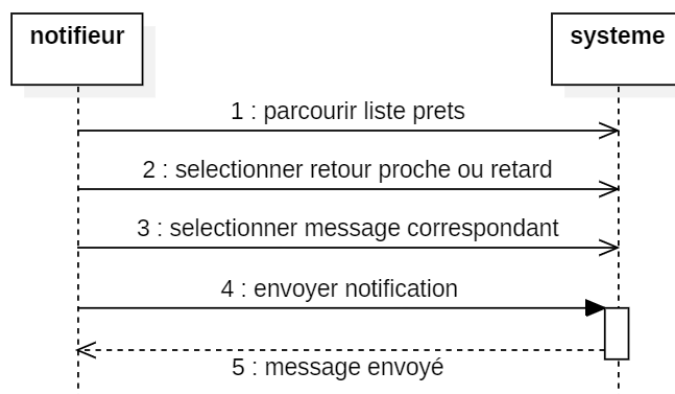 notifieur
systeme
1 : parcourir liste prets
2 : selectionner retour proche ou retard
3 : selectionner message correspondant
4 : envoyer notification
5 : message envoyé